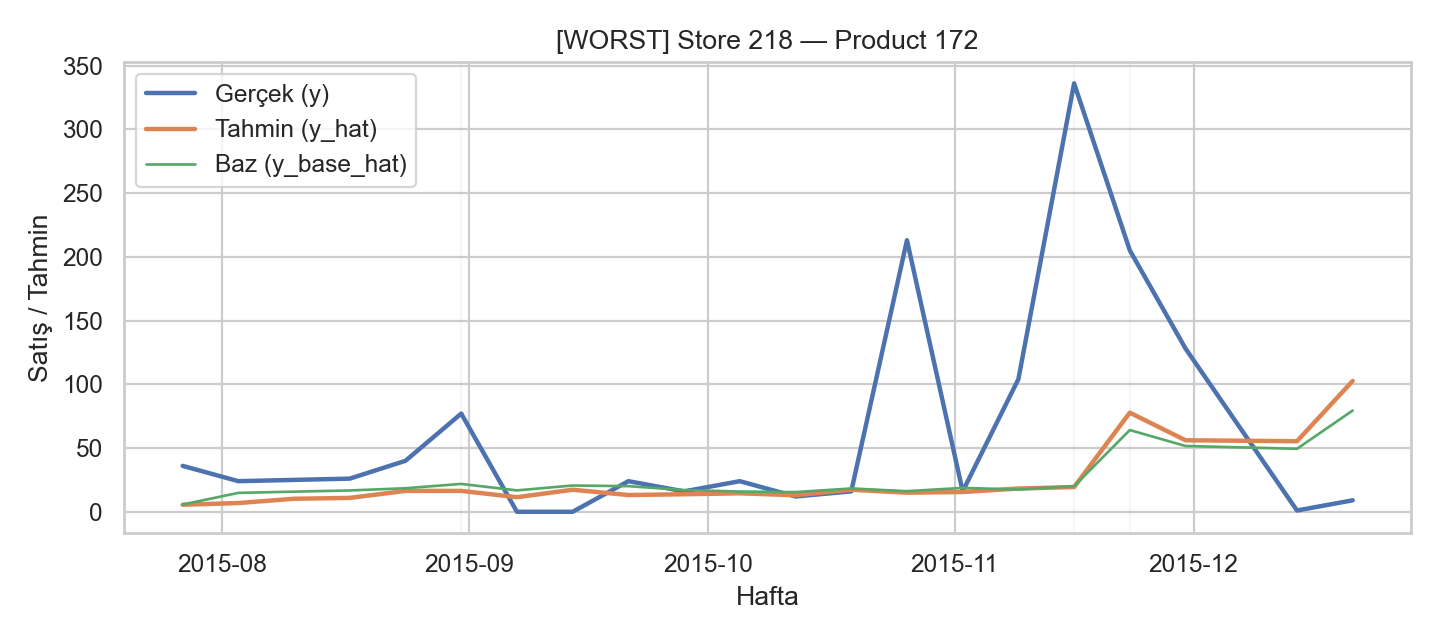 [WORST] Store 218 — Product 172
Gerçek (y)
Tahmin (y_hat)
Baz (y_base_hat)
Satış / Tahmin
350
300
250
200
150
100
50
0
2015-08 2015-09 2015-10 2015-11 2015-12
Hafta